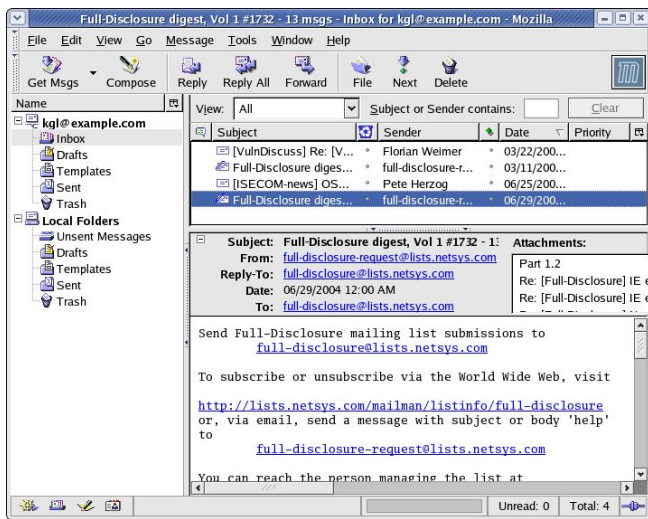 Full-Disclosure digest, Vol 1 #1732 - 13 msgs - Inbox for kgl@example.com - Mozilla
File Edit View Go Message Tools Window Help
Get Msgs Compose Reply Reply All Forward File Next Delete
Name
kgl@example.com
Inbox
Drafts
Templates
Sent
Trash
Local Folders
Unsent Messages
Drafts
Templates
Sent
Trash
View: All Subject or Sender contains: Clear
Subject Sender Date Priority
[VulnDiscuss] Re: [V... Florian Weimer 03/22/200...
Full-Disclosure diges... full-disclosure-r... 03/11/200...
[ISECOM-news] OS... Pete Herzog 06/25/200...
Full-Disclosure diges... full-disclosure-r... 06/29/200...
Subject: Full-Disclosure digest, Vol 1 #1732 - 13
From: full-disclosure-request@lists.netsys.com
Reply-To: full-disclosure@lists.netsys.com
Date: 06/29/2004 12:00 AM
To: full-disclosure@lists.netsys.com
Attachments:
Part 1.2
Re: [Full-Disclosure] IE e
Re: [Full-Disclosure] IE e
Send Full-Disclosure mailing list submissions to
full-disclosure@lists.netsys.com
To subscribe or unsubscribe via the World Wide Web, visit
http://lists.netsys.com/mailman/listinfo/full-disclosure
or, via email, send a message with subject or body 'help'
to
full-disclosure-request@lists.netsys.com
You can reach the person managing the list at
Unread: 0 Total: 4